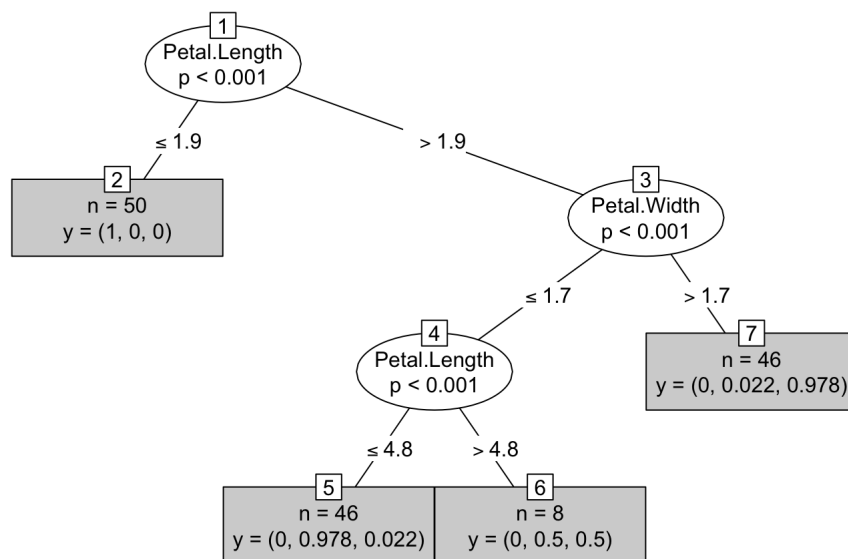 1
Petal.Length
p < 0.001
≤ 1.9
> 1.9
2
n = 50
y = (1, 0, 0)
3
Petal.Width
p < 0.001
≤ 1.7
> 1.7
4
Petal.Length
p < 0.001
7
n = 46
y = (0, 0.022, 0.978)
≤ 4.8
> 4.8
5
n = 46
y = (0, 0.978, 0.022)
6
n = 8
y = (0, 0.5, 0.5)